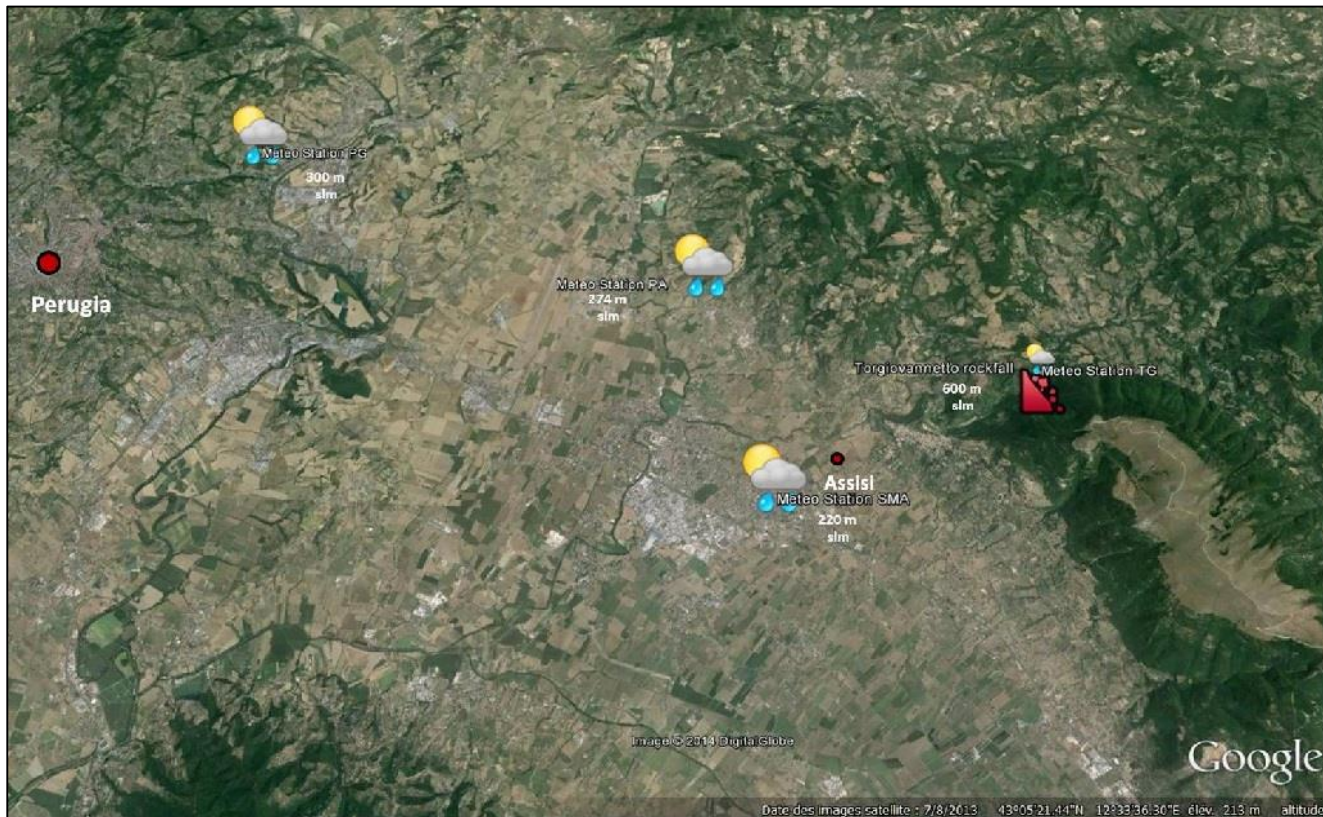 Meteo Station PG
300 m
slm
Perugia
Meteo Station PA
274 m
slm
Torgiovannetto rockfall
Meteo Station TG
600 m
slm
Assisi
Meteo Station SMA
220 m
slm
Image © 2014 DigitalGlobe
Google
Date des images satellite : 7/8/2013 43°05'21.44"N 12°33'36.30"E élev. 213 m altitude